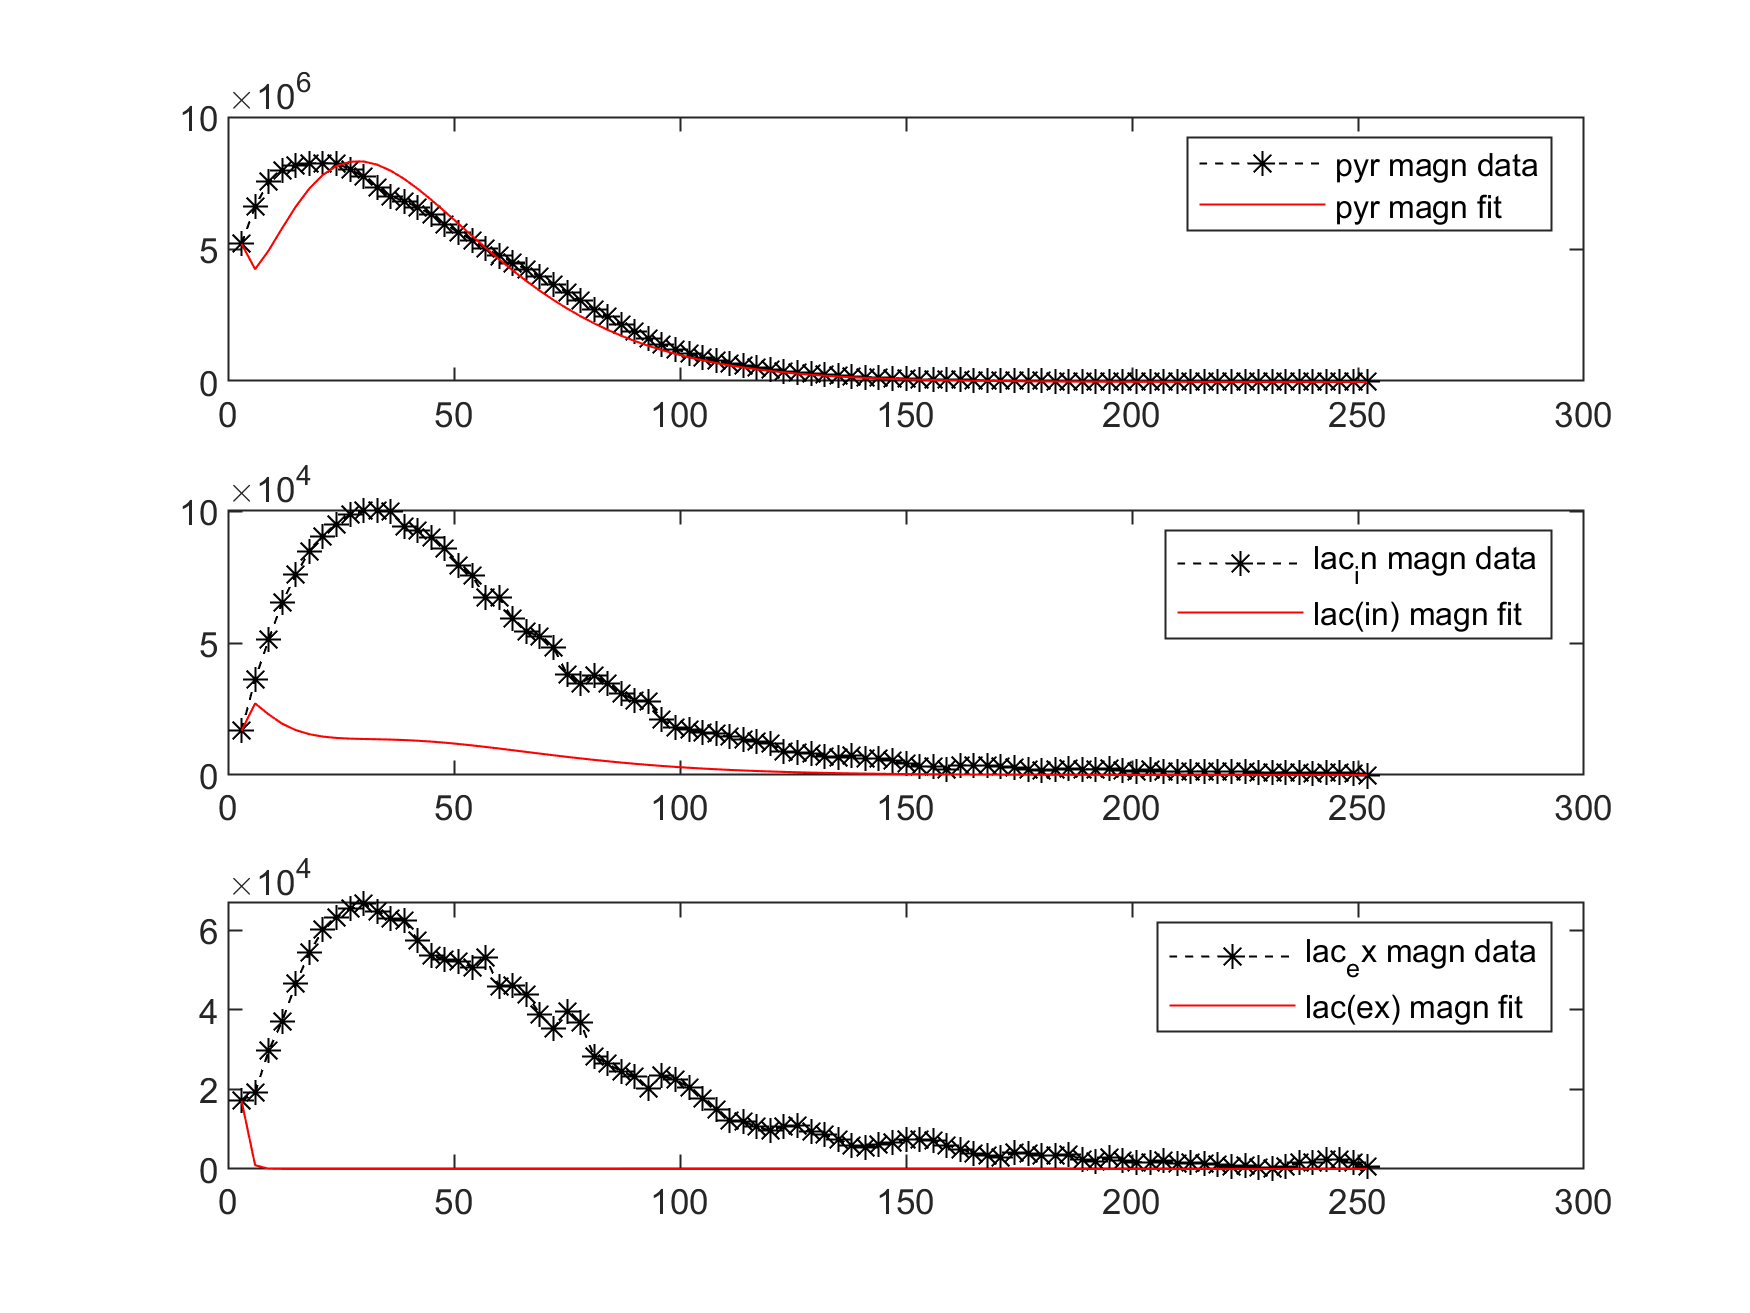 ×10^6
10
5
0
0 50 100 150 200 250 300
pyr magn data
pyr magn fit
×10^4
10
5
0
0 50 100 150 200 250 300
lac_in magn data
lac(in) magn fit
×10^4
6
4
2
0
0 50 100 150 200 250 300
lac_ex magn data
lac(ex) magn fit